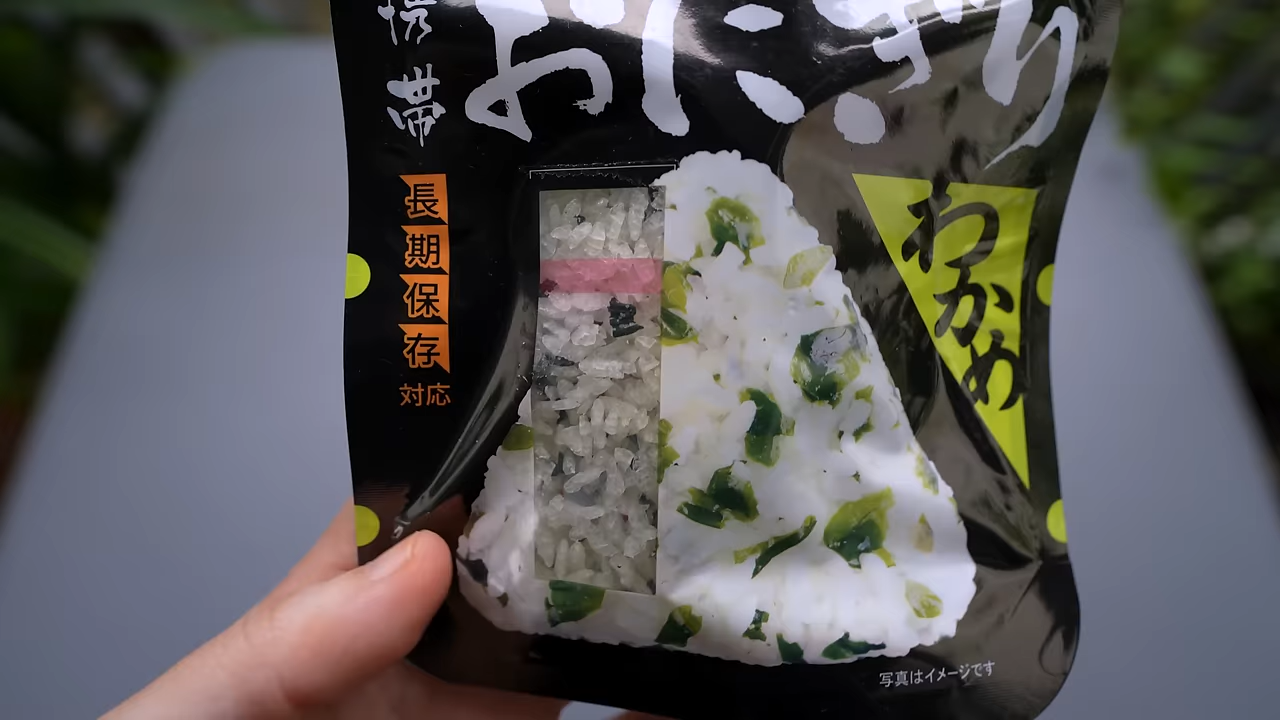 携帯
おにぎり
長期保存
対応
わかめ
写真はイメージです